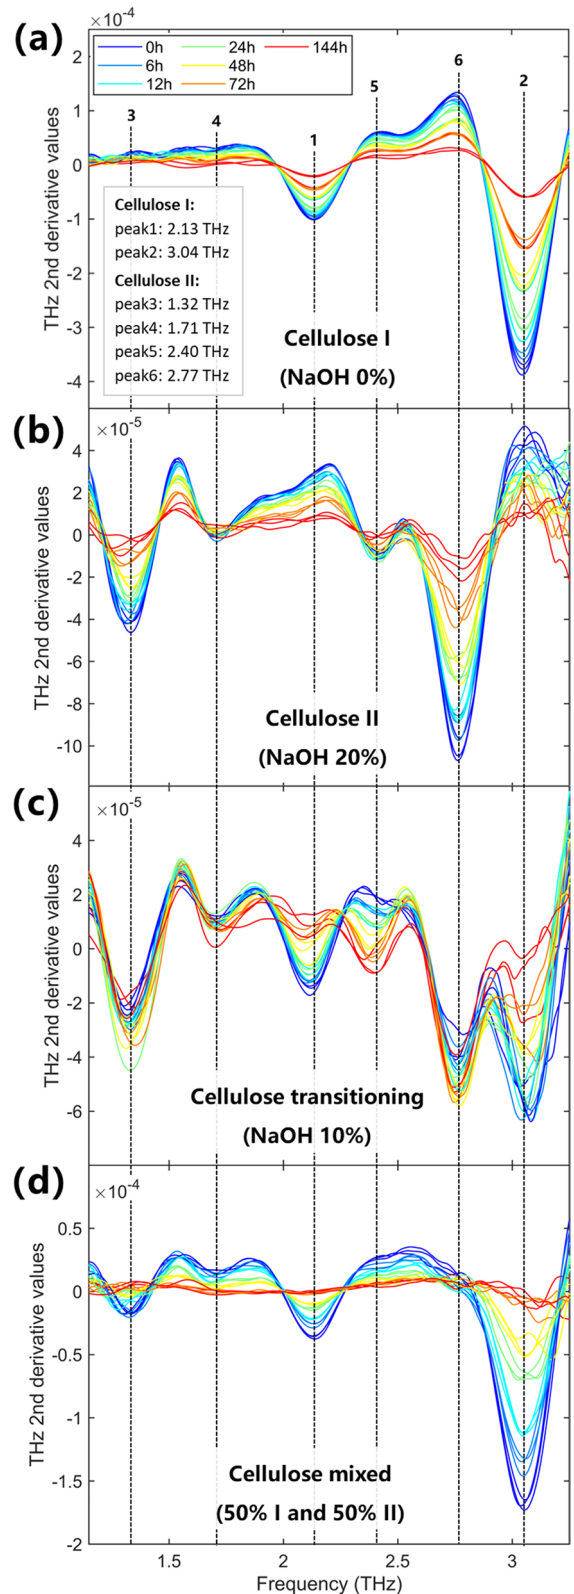 (a)
×10⁻⁴
0h 24h 144h
6h 48h
12h 72h
3 4 1 5 6 2
2
1
0
-1
-2
-3
-4
THz 2nd derivative values
Cellulose I:
peak1: 2.13 THz
peak2: 3.04 THz
Cellulose II:
peak3: 1.32 THz
peak4: 1.71 THz
peak5: 2.40 THz
peak6: 2.77 THz
Cellulose I
(NaOH 0%)
(b)
×10⁻⁵
4
2
0
-2
-4
-6
-8
-10
THz 2nd derivative values
Cellulose II
(NaOH 20%)
(c)
×10⁻⁵
4
2
0
-2
-4
-6
THz 2nd derivative values
Cellulose transitioning
(NaOH 10%)
(d)
×10⁻⁴
0.5
0
-0.5
-1
-1.5
-2
THz 2nd derivative values
Cellulose mixed
(50% I and 50% II)
1.5 2 2.5 3
Frequency (THz)